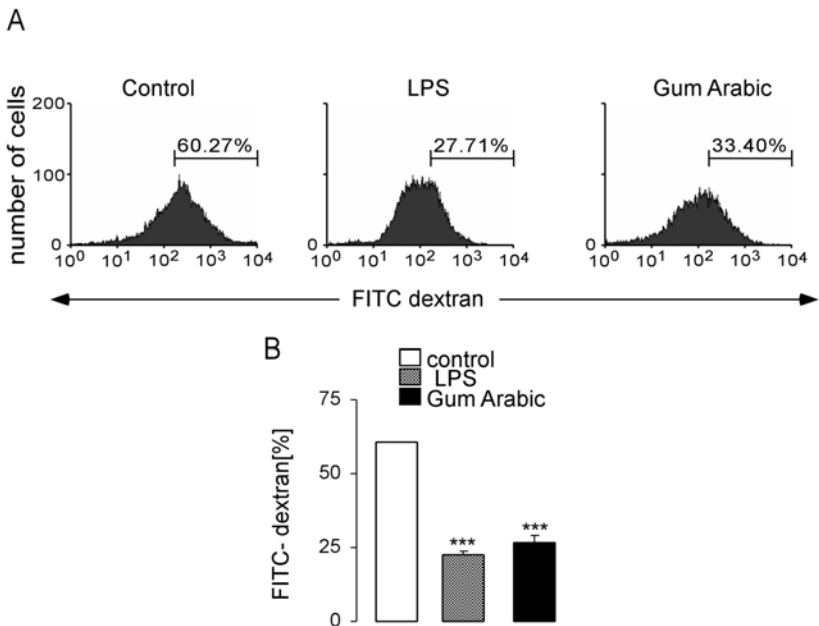 A
Control
LPS
Gum Arabic
number of cells
200
100
0
60.27%
10⁰ 10¹ 10² 10³ 10⁴
0
27.71%
10⁰ 10¹ 10² 10³ 10⁴
0
33.40%
10⁰ 10¹ 10² 10³ 10⁴
FITC dextran
B
control
LPS
Gum Arabic
FITC- dextran[%]
75
50
25
0
***
***